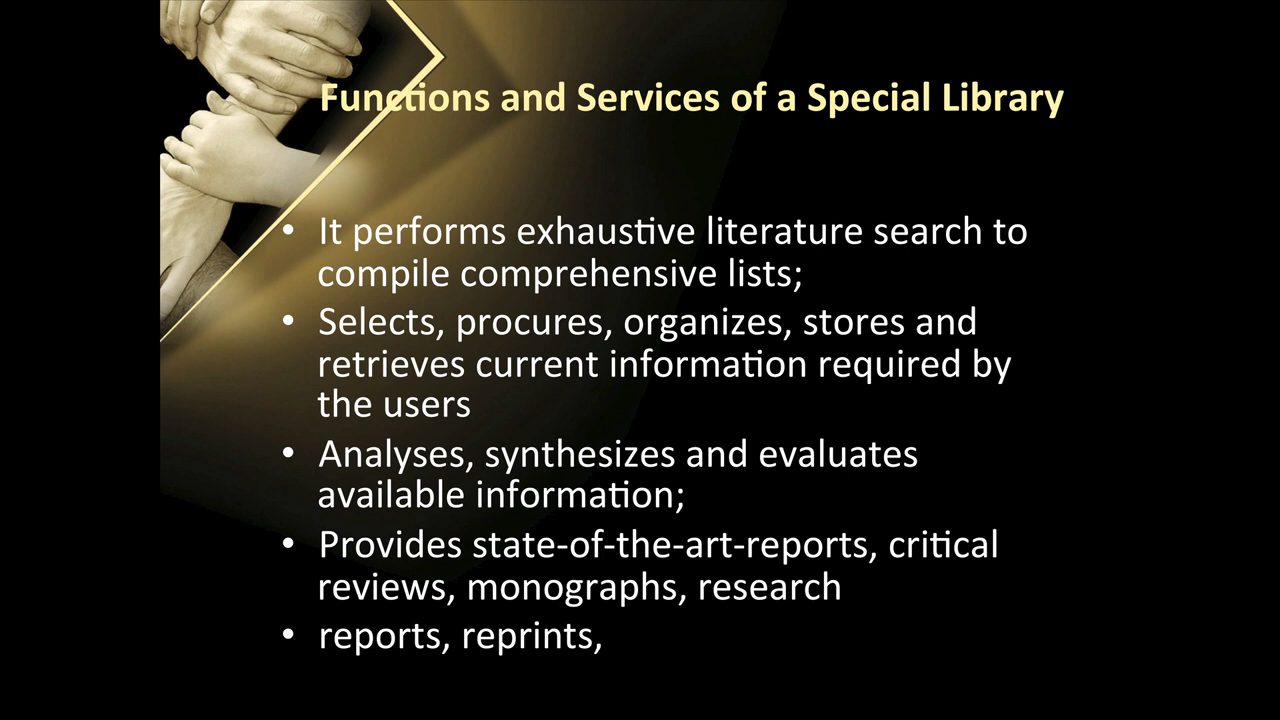 Functions and Services of a Special Library
• It performs exhaustive literature search to
compile comprehensive lists;
• Selects, procures, organizes, stores and
retrieves current information required by
the users
• Analyses, synthesizes and evaluates
available information;
• Provides state-of-the-art-reports, critical
reviews, monographs, research
• reports, reprints,